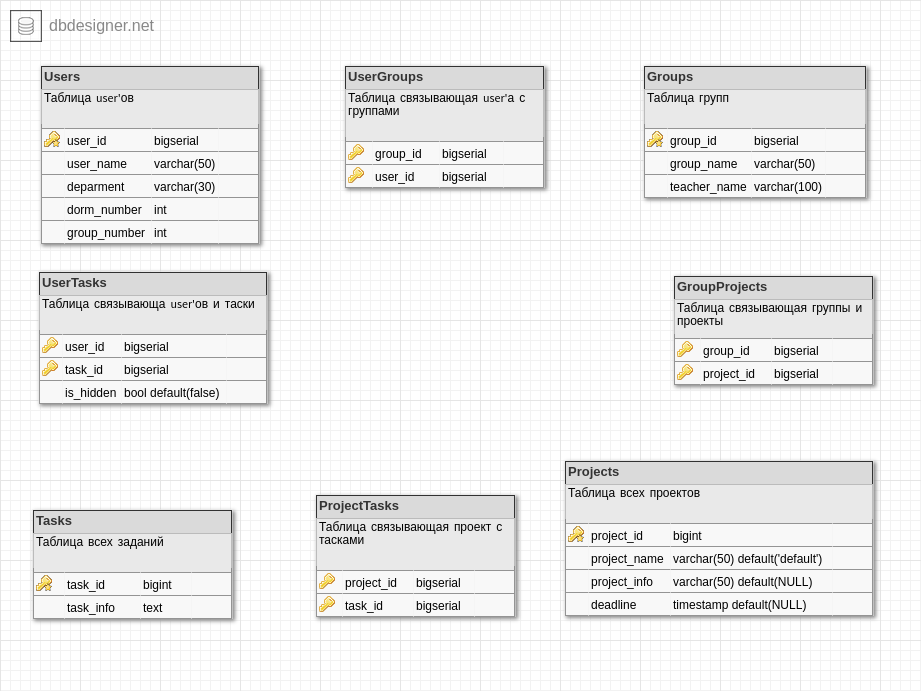 dbdesigner.net
Users
Таблица user'ов
user_id bigserial
user_name varchar(50)
deparment varchar(30)
dorm_number int
group_number int
UserGroups
Таблица связывающая user'а с
группами
group_id bigserial
user_id bigserial
Groups
Таблица групп
group_id bigserial
group_name varchar(50)
teacher_name varchar(100)
UserTasks
Таблица связывающа user'ов и таски
user_id bigserial
task_id bigserial
is_hidden bool default(false)
GroupProjects
Таблица связывающая группы и
проекты
group_id bigserial
project_id bigserial
Tasks
Таблица всех заданий
task_id bigint
task_info text
ProjectTasks
Таблица связывающая проект с
тасками
project_id bigserial
task_id bigserial
Projects
Таблица всех проектов
project_id bigint
project_name varchar(50) default('default')
project_info varchar(50) default(NULL)
deadline timestamp default(NULL)